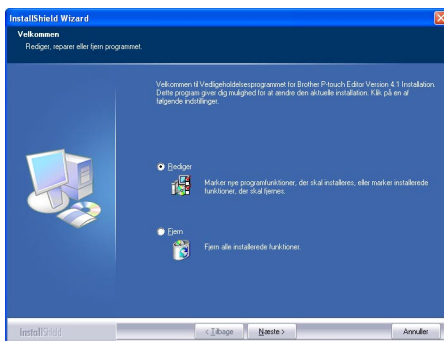 InstallShield Wizard
Velkommen
Rediger, reparer eller fjern programmet.
Velkommen til Vedligeholdelsesprogrammet for Brother P-touch Editor Version 4.1 Installation.
Dette program giver dig mulighed for at ændre den aktuelle installation. Klik på en af
følgende indstillinger.
Rediger
Marker nye programfunktioner, der skal installeres, eller marker installerede
funktioner, der skal fjernes.
Fjern
Fjern alle installerede funktioner.
InstallShield
< Tilbage
Næste >
Annuller